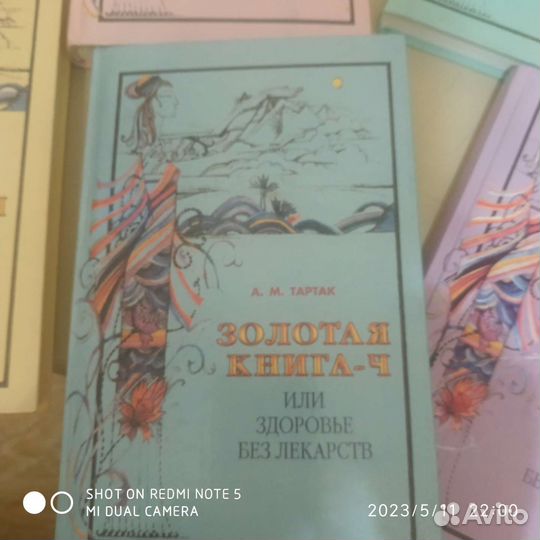 А. М. ТАРТАК
ЗОЛОТАЯ
КНИГА-Ч
ИЛИ
ЗДОРОВЬЕ
БЕЗ ЛЕКАРСТВ
SHOT ON REDMI NOTE 5
MI DUAL CAMERA
2023/5/11 22:00
Avito